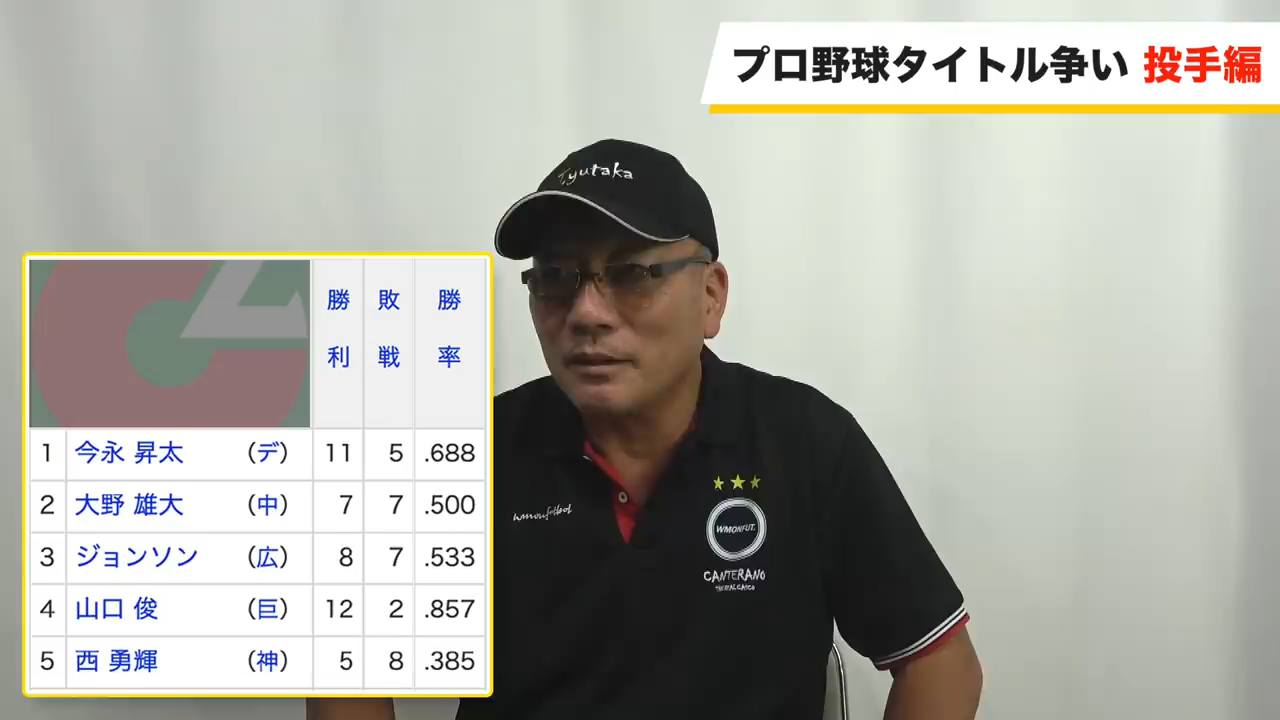 プロ野球タイトル争い 投手編
Tyutaka
勝利 敗戦 勝率
1 今永 昇太 (デ) 11 5 .688
2 大野 雄大 (中) 7 7 .500
3 ジョンソン (広) 8 7 .533
4 山口 俊 (巨) 12 2 .857
5 西 勇輝 (神) 5 8 .385
wmonfutbol
WMONFUT.
CANTERANO